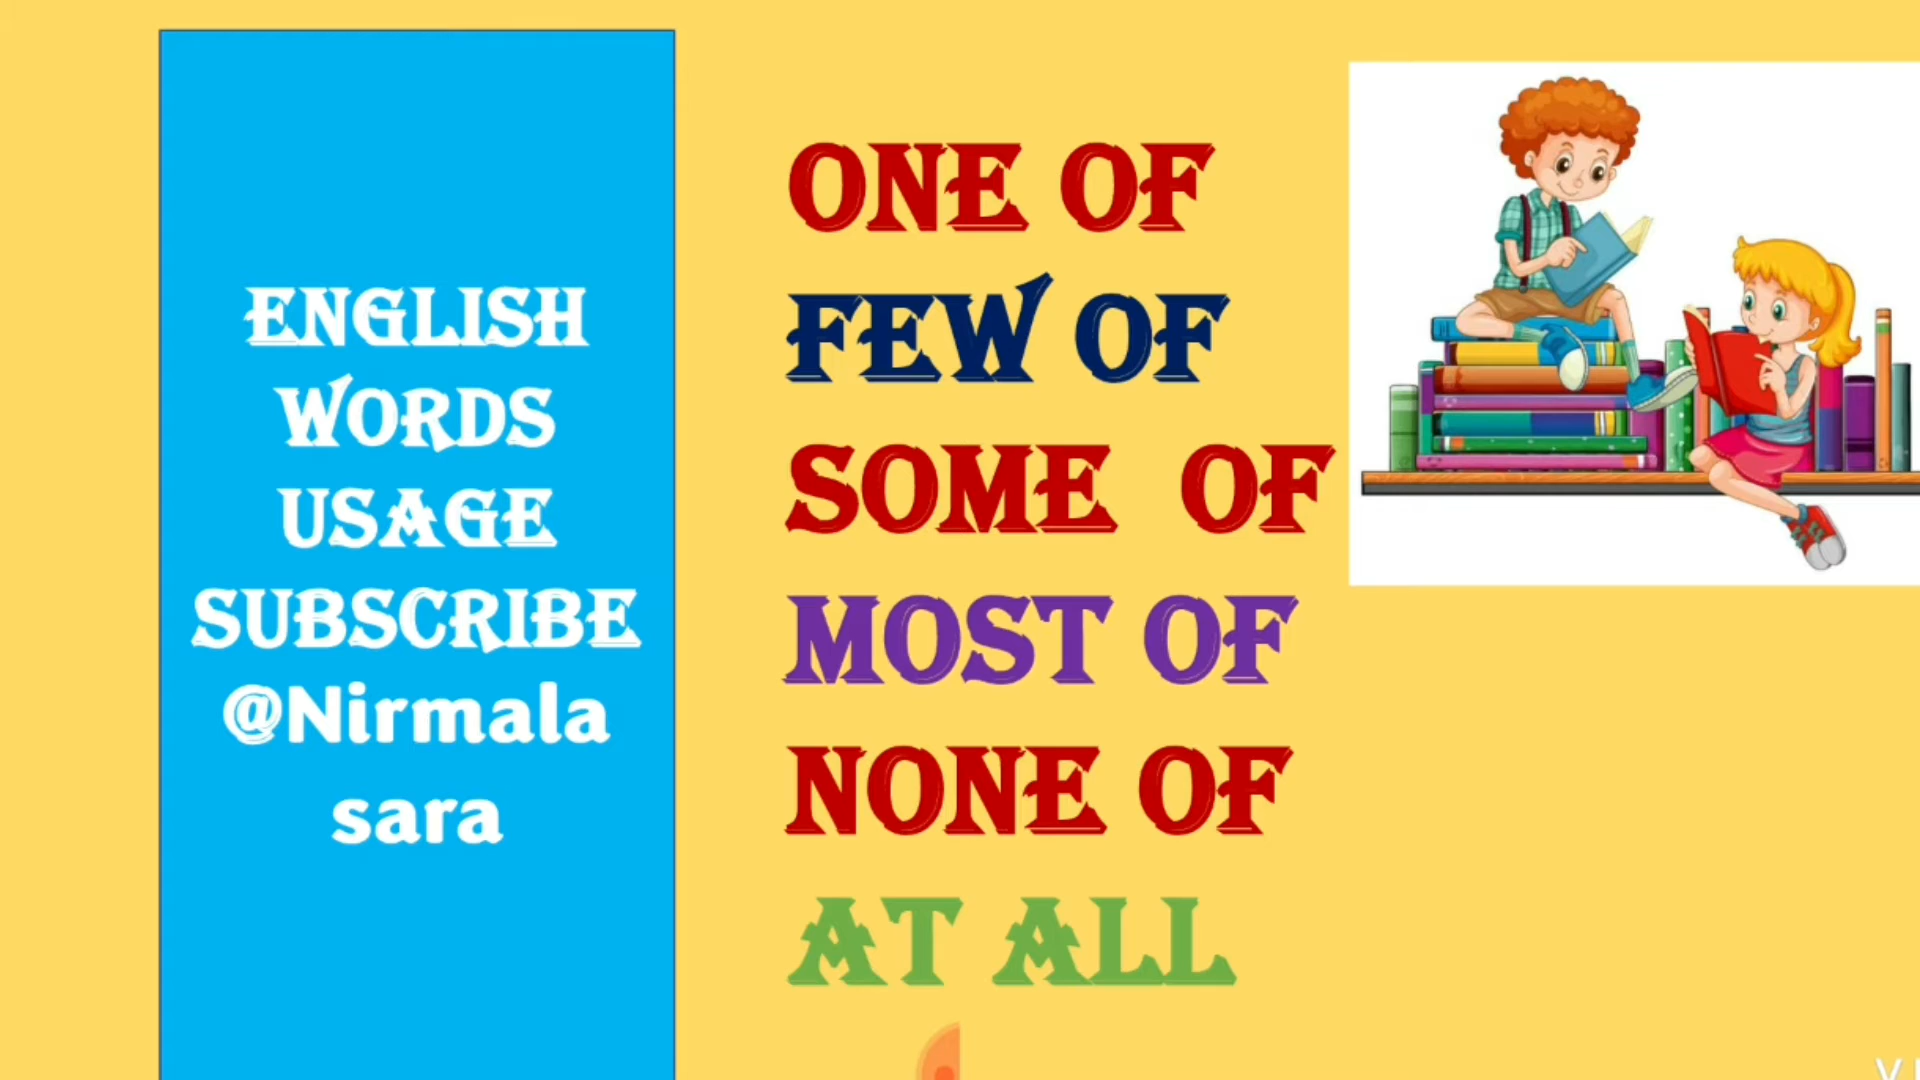 ENGLISH
WORDS
USAGE
SUBSCRIBE
@Nirmala
sara
ONE OF
FEW OF
SOME OF
MOST OF
NONE OF
AT ALL